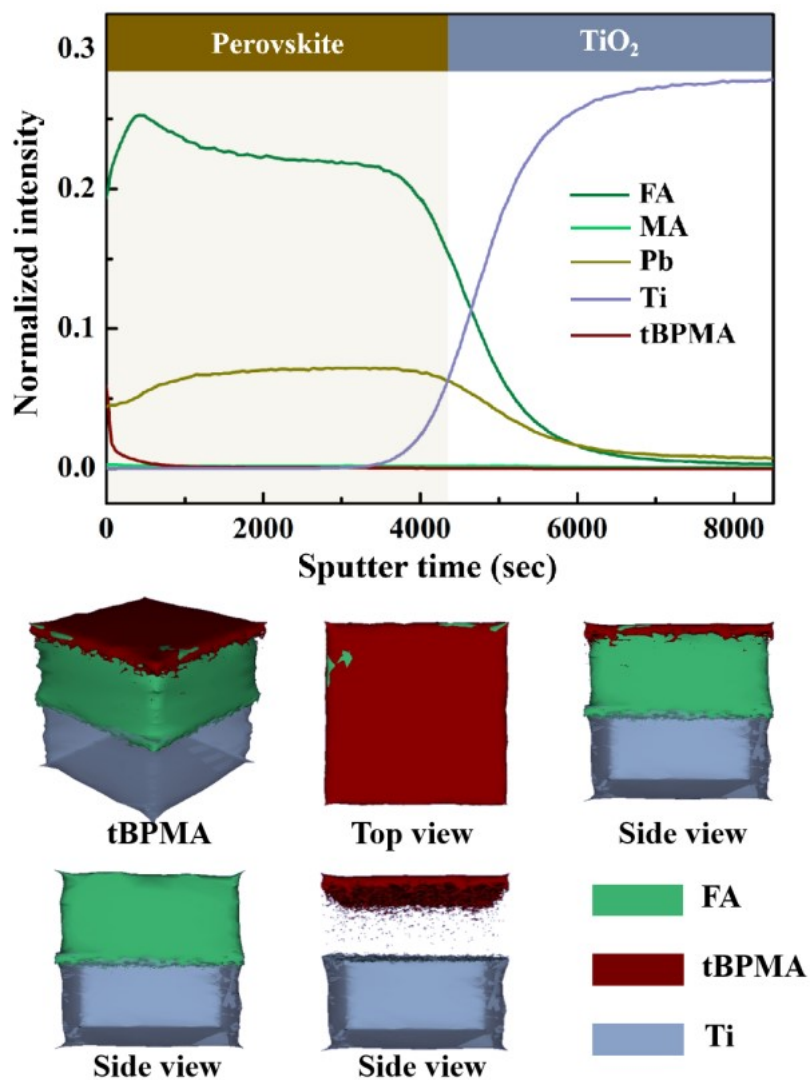 Perovskite
TiO₂
0.3
0.2
0.1
0.0
Normalized intensity
FA
MA
Pb
Ti
tBPMA
0 2000 4000 6000 8000
Sputter time (sec)
tBPMA
Top view
Side view
Side view
Side view
FA
tBPMA
Ti